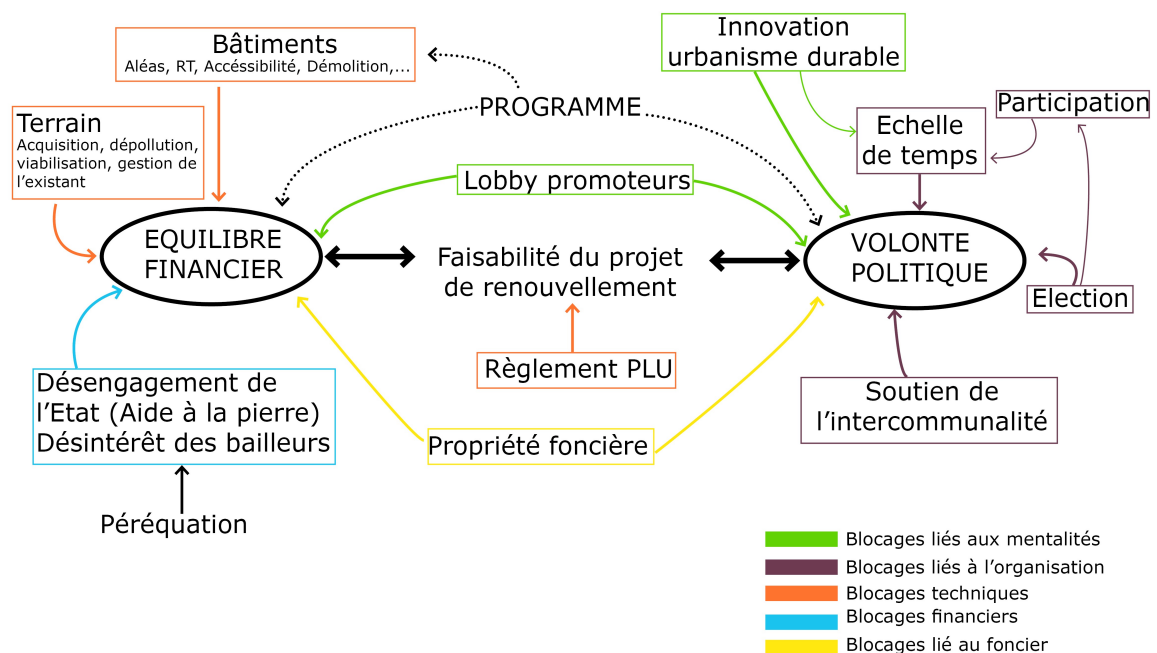 Bâtiments
Aléas, RT, Accéssibilité, Démolition,...
Innovation
urbanisme durable
PROGRAMME
Participation
Terrain
Acquisition, dépollution,
viabilisation, gestion de
l'existant
Echelle
de temps
Lobby promoteurs
EQUILIBRE
FINANCIER
Faisabilité du projet
de renouvellement
VOLONTE
POLITIQUE
Election
Règlement PLU
Désengagement de
l'Etat (Aide à la pierre)
Désintérêt des bailleurs
Soutien de
l'intercommunalité
Propriété foncière
Péréquation
Blocages liés aux mentalités
Blocages liés à l'organisation
Blocages techniques
Blocages financiers
Blocages lié au foncier